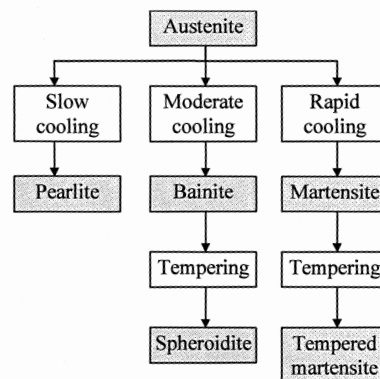 Austenite
Slow
cooling
Moderate
cooling
Rapid
cooling
Pearlite
Bainite
Martensite
Tempering
Tempering
Spheroidite
Tempered
martensite